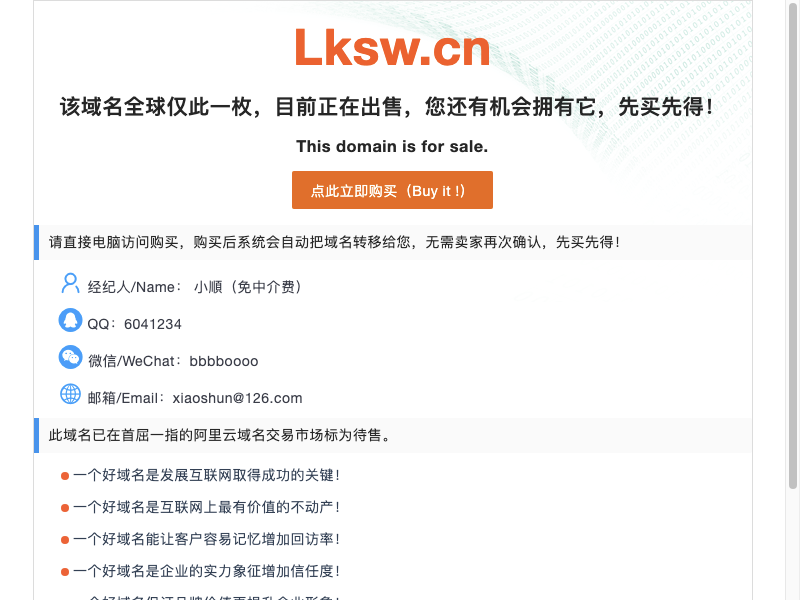 Lksw.cn
该域名全球仅此一枚，目前正在出售，您还有机会拥有它，先买先得！
This domain is for sale.
点此立即购买（Buy it !）
请直接电脑访问购买，购买后系统会自动把域名转移给您，无需卖家再次确认，先买先得！
经纪人/Name： 小順（免中介费）
QQ：6041234
微信/WeChat：bbbboooo
邮箱/Email：xiaoshun@126.com
此域名已在首屈一指的阿里云域名交易市场标为待售。
一个好域名是发展互联网取得成功的关键！
一个好域名是互联网上最有价值的不动产！
一个好域名能让客户容易记忆增加回访率！
一个好域名是企业的实力象征增加信任度！